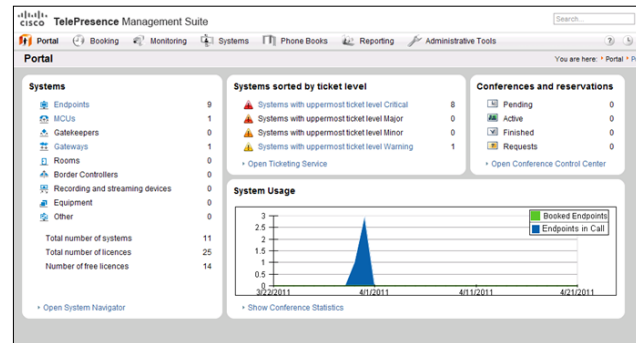 cisco TelePresence Management Suite
Search...
Portal Booking Monitoring Systems Phone Books Reporting Administrative Tools
Portal
You are here: Portal
Systems
Endpoints 9
MCUs 1
Gatekeepers 0
Gateways 1
Rooms 0
Border Controllers 0
Recording and streaming devices 0
Equipment 0
Other 0
Total number of systems 11
Total number of licences 25
Number of free licences 14
Open System Navigator
Systems sorted by ticket level
Systems with uppermost ticket level Critical 8
Systems with uppermost ticket level Major 0
Systems with uppermost ticket level Minor 0
Systems with uppermost ticket level Warning 1
Open Ticketing Service
Conferences and reservations
Pending 0
Active 0
Finished 0
Requests 0
Open Conference Control Center
System Usage
3
2.5
2
1.5
1
0.5
0
3/22/2011 4/1/2011 4/11/2011 4/21/2011
Booked Endpoints
Endpoints in Call
Show Conference Statistics